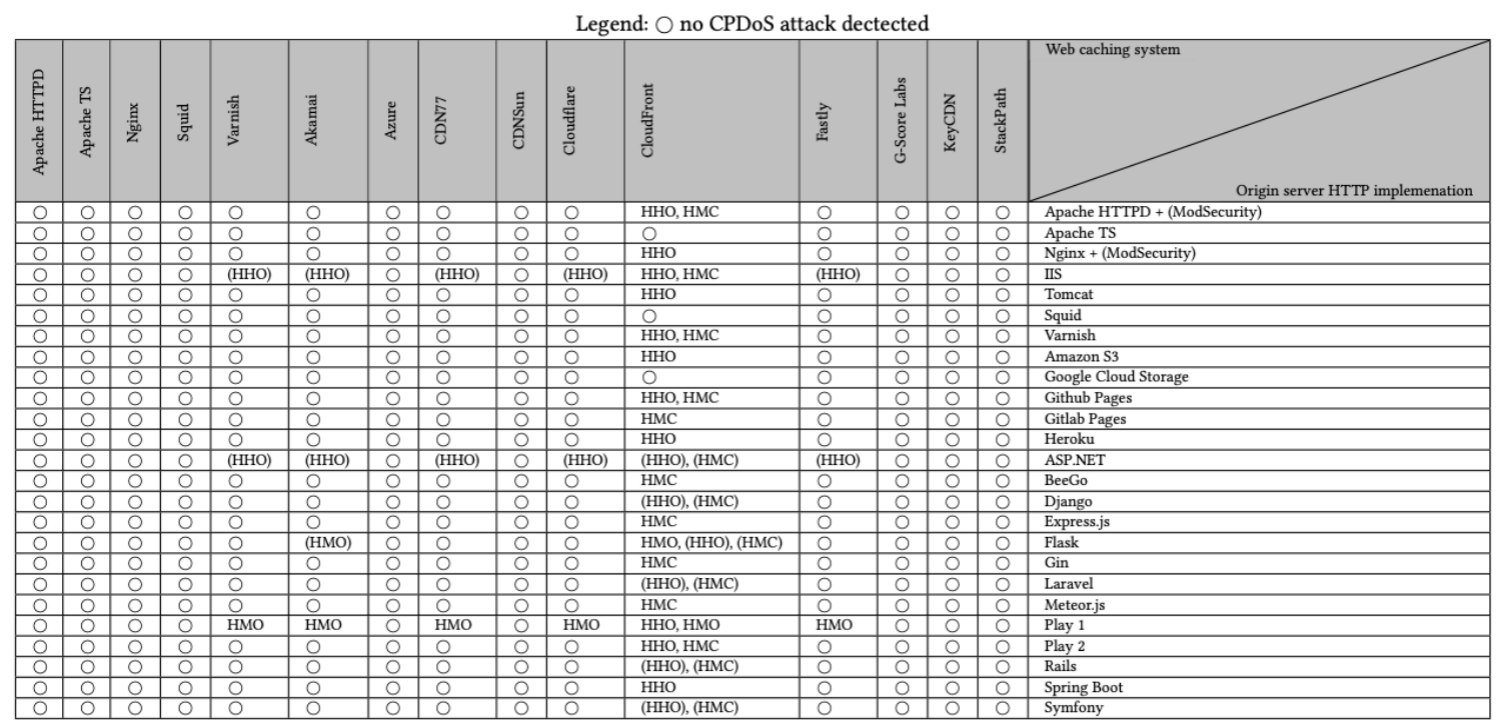 Legend: ○ no CPDoS attack dectected
Apache HTTPD Apache TS Nginx Squid Varnish Akamai Azure CDN77 CDNSun Cloudflare CloudFront Fastly G-Score Labs KeyCDN StackPath Web caching system
Origin server HTTP implemenation
○ ○ ○ ○ ○ ○ ○ ○ ○ ○ HHO, HMC ○ ○ ○ ○ Apache HTTPD + (ModSecurity)
○ ○ ○ ○ ○ ○ ○ ○ ○ ○ ○ ○ ○ ○ ○ Apache TS
○ ○ ○ ○ ○ ○ ○ ○ ○ ○ HHO ○ ○ ○ ○ Nginx + (ModSecurity)
○ ○ ○ ○ (HHO) (HHO) ○ (HHO) ○ (HHO) HHO, HMC (HHO) ○ ○ ○ IIS
○ ○ ○ ○ ○ ○ ○ ○ ○ ○ HHO ○ ○ ○ ○ Tomcat
○ ○ ○ ○ ○ ○ ○ ○ ○ ○ ○ ○ ○ ○ ○ Squid
○ ○ ○ ○ ○ ○ ○ ○ ○ ○ HHO, HMC ○ ○ ○ ○ Varnish
○ ○ ○ ○ ○ ○ ○ ○ ○ ○ HHO ○ ○ ○ ○ Amazon S3
○ ○ ○ ○ ○ ○ ○ ○ ○ ○ ○ ○ ○ ○ ○ Google Cloud Storage
○ ○ ○ ○ ○ ○ ○ ○ ○ ○ HHO, HMC ○ ○ ○ ○ Github Pages
○ ○ ○ ○ ○ ○ ○ ○ ○ ○ HMC ○ ○ ○ ○ Gitlab Pages
○ ○ ○ ○ ○ ○ ○ ○ ○ ○ HHO ○ ○ ○ ○ Heroku
○ ○ ○ ○ (HHO) (HHO) ○ (HHO) ○ (HHO) (HHO), (HMC) (HHO) ○ ○ ○ ASP.NET
○ ○ ○ ○ ○ ○ ○ ○ ○ ○ HMC ○ ○ ○ ○ BeeGo
○ ○ ○ ○ ○ ○ ○ ○ ○ ○ (HHO), (HMC) ○ ○ ○ ○ Django
○ ○ ○ ○ ○ ○ ○ ○ ○ ○ HMC ○ ○ ○ ○ Express.js
○ ○ ○ ○ ○ (HMO) ○ ○ ○ ○ HMO, (HHO), (HMC) ○ ○ ○ ○ Flask
○ ○ ○ ○ ○ ○ ○ ○ ○ ○ HMC ○ ○ ○ ○ Gin
○ ○ ○ ○ ○ ○ ○ ○ ○ ○ (HHO), (HMC) ○ ○ ○ ○ Laravel
○ ○ ○ ○ ○ ○ ○ ○ ○ ○ HMC ○ ○ ○ ○ Meteor.js
○ ○ ○ ○ HMO HMO ○ HMO ○ HMO HHO, HMO HMO ○ ○ ○ Play 1
○ ○ ○ ○ ○ ○ ○ ○ ○ ○ HHO, HMC ○ ○ ○ ○ Play 2
○ ○ ○ ○ ○ ○ ○ ○ ○ ○ (HHO), (HMC) ○ ○ ○ ○ Rails
○ ○ ○ ○ ○ ○ ○ ○ ○ ○ HHO ○ ○ ○ ○ Spring Boot
○ ○ ○ ○ ○ ○ ○ ○ ○ ○ (HHO), (HMC) ○ ○ ○ ○ Symfony